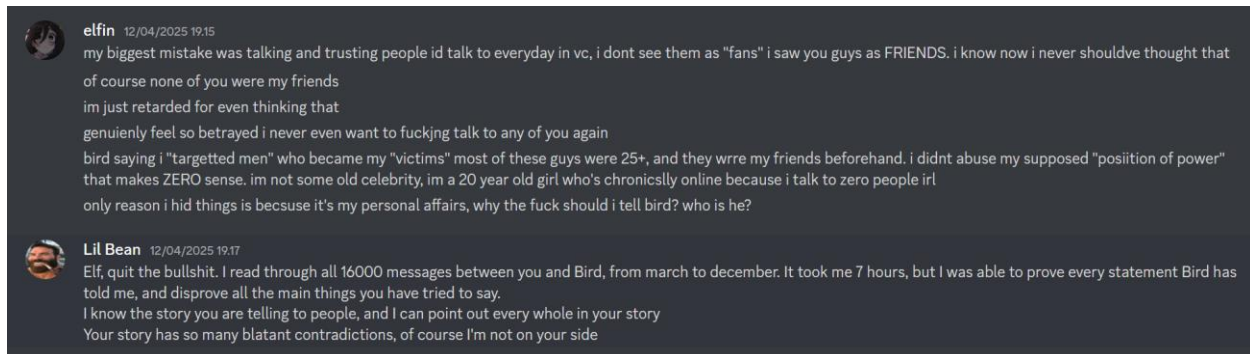 elfin 12/04/2025 19.15
my biggest mistake was talking and trusting people id talk to everyday in vc, i dont see them as "fans" i saw you guys as FRIENDS. i know now i never shouldve thought that
of course none of you were my friends
im just retarded for even thinking that
genuienly feel so betrayed i never even want to fuckjng talk to any of you again
bird saying i "targetted men" who became my "victims" most of these guys were 25+, and they wrre my friends beforehand. i didnt abuse my supposed "posiition of power"
that makes ZERO sense. im not some old celebrity, im a 20 year old girl who's chronicslly online because i talk to zero people irl
only reason i hid things is becsuse it's my personal affairs, why the fuck should i tell bird? who is he?
Lil Bean 12/04/2025 19.17
Elf, quit the bullshit. I read through all 16000 messages between you and Bird, from march to december. It took me 7 hours, but I was able to prove every statement Bird has
told me, and disprove all the main things you have tried to say.
I know the story you are telling to people, and I can point out every whole in your story
Your story has so many blatant contradictions, of course I'm not on your side